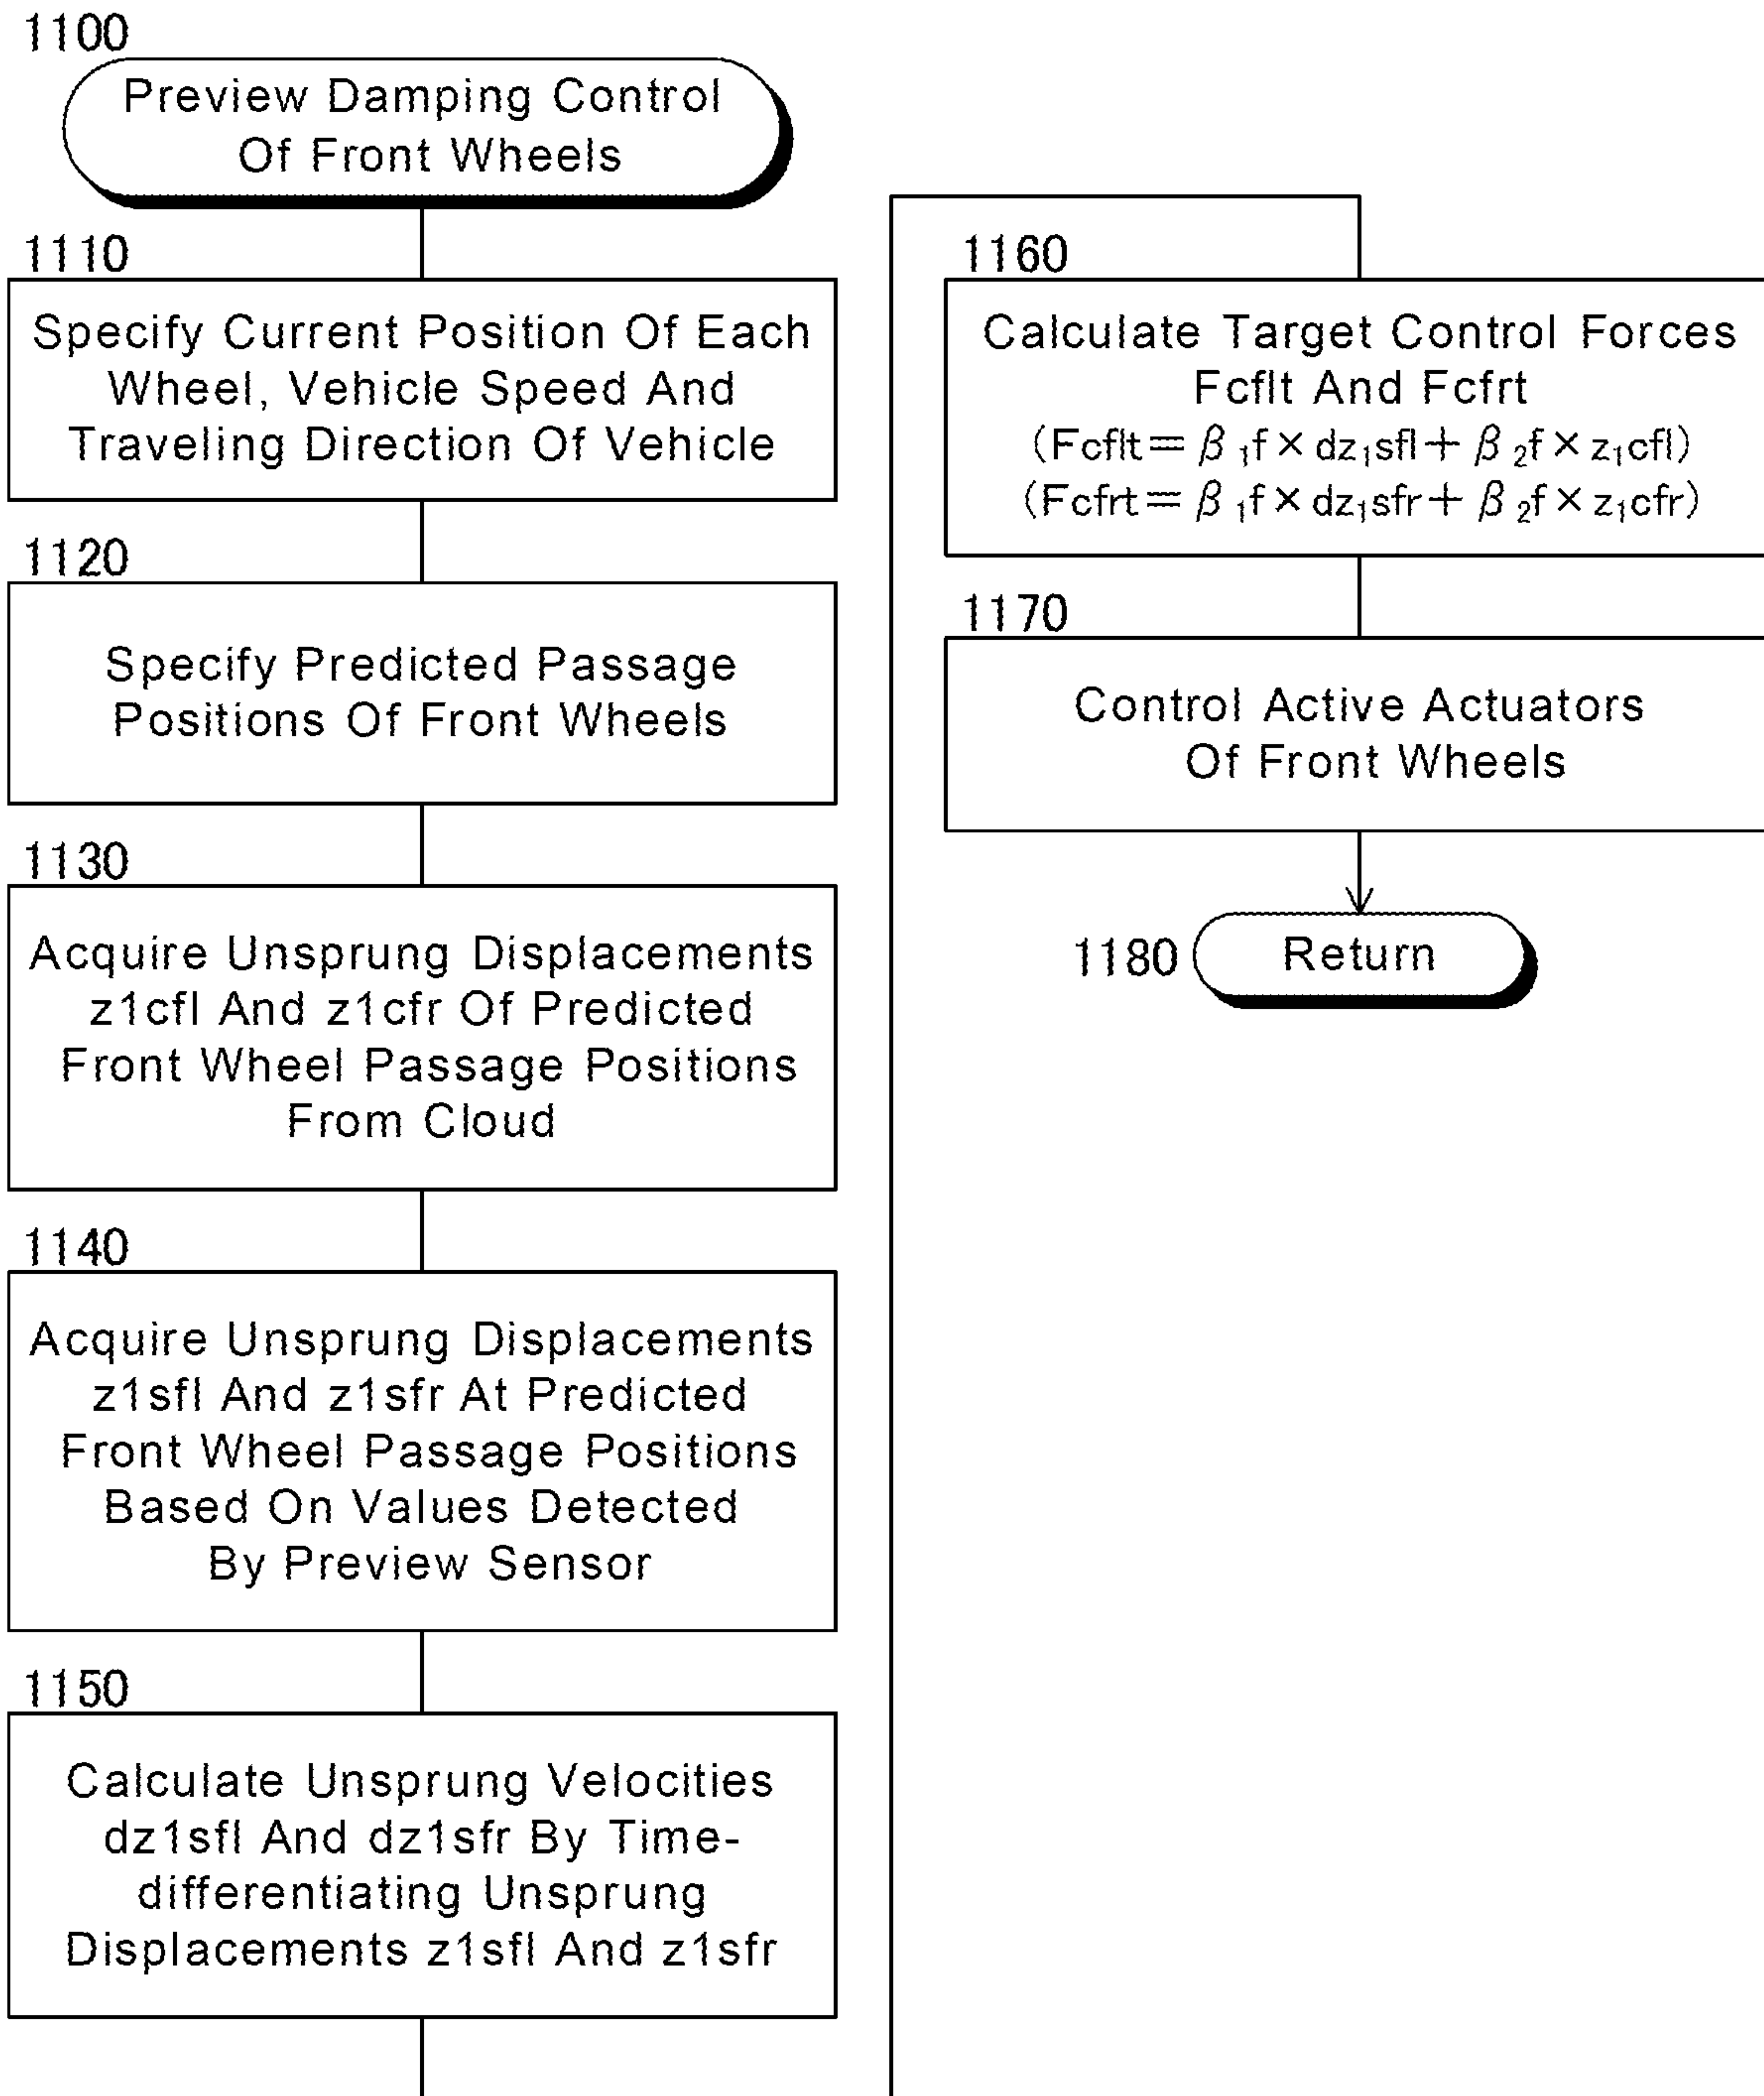 1100
Preview Damping Control
Of Front Wheels
1110
Specify Current Position Of Each
Wheel, Vehicle Speed And
Traveling Direction Of Vehicle
1120
Specify Predicted Passage
Positions Of Front Wheels
1130
Acquire Unsprung Displacements
z1cfl And z1cfr Of Predicted
Front Wheel Passage Positions
From Cloud
1140
Acquire Unsprung Displacements
z1sfl And z1sfr At Predicted
Front Wheel Passage Positions
Based On Values Detected
By Preview Sensor
1150
Calculate Unsprung Velocities
dz1sfl And dz1sfr By Time-
differentiating Unsprung
Displacements z1sfl And z1sfr
1160
Calculate Target Control Forces
Fcflt And Fcfrt
(Fcflt=β₁f×dz₁sfl+β₂f×z₁cfl)
(Fcfrt=β₁f×dz₁sfr+β₂f×z₁cfr)
1170
Control Active Actuators
Of Front Wheels
1180
Return